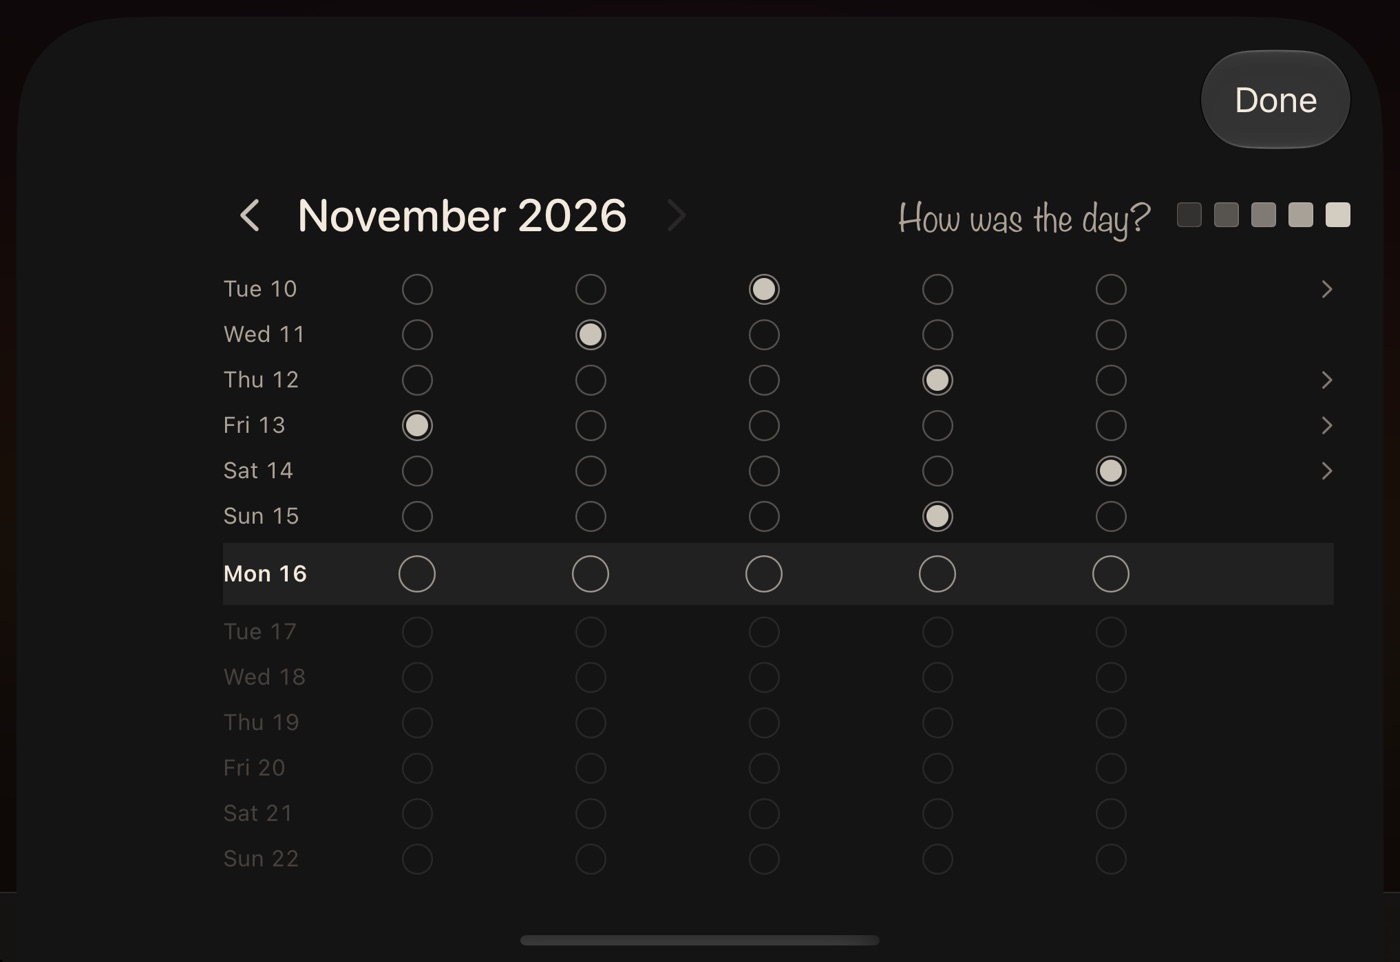 Done
November 2026
How was the day?
Tue 10
Wed 11
Thu 12
Fri 13
Sat 14
Sun 15
Mon 16
Tue 17
Wed 18
Thu 19
Fri 20
Sat 21
Sun 22